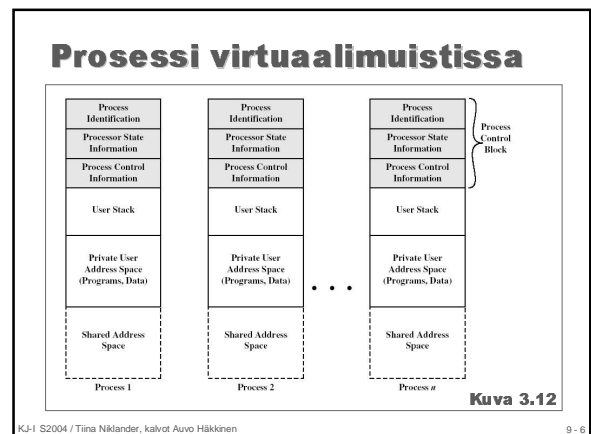 Prosessi virtuaalimuistissa
Process
Identification
Processor State
Information
Process Control
Information
User Stack
Private User
Address Space
(Programs, Data)
Shared Address
Space
Process 1
Process
Identification
Processor State
Information
Process Control
Information
User Stack
Private User
Address Space
(Programs, Data)
Shared Address
Space
Process 2
. . .
Process
Identification
Processor State
Information
Process Control
Information
User Stack
Private User
Address Space
(Programs, Data)
Shared Address
Space
Process n
Process
Control
Block
Kuva 3.12
KJ-I S2004 / Tiina Niklander, kalvot Auvo Häkkinen
9 - 6